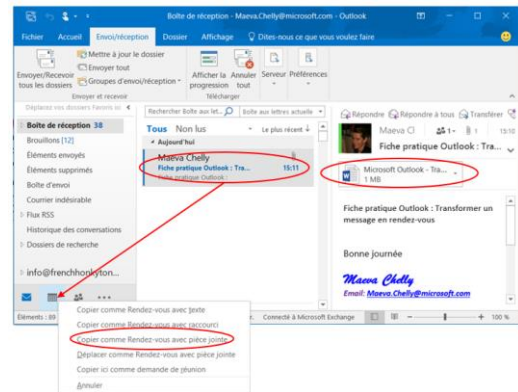 Boîte de réception - Maeva.Chelly@microsoft.com - Outlook
Fichier Accueil Envoi/réception Dossier Affichage Dites-nous ce que vous voulez faire
Envoyer/Recevoir tous les dossiers
Mettre à jour le dossier
Envoyer tout
Groupes d'envoi/réception
Envoyer et recevoir
Afficher la progression
Annuler tout
Télécharger
Serveur
Préférences
Boîte de réception 38
Brouillons [12]
Éléments envoyés
Éléments supprimés
Boîte d'envoi
Courrier indésirable
Flux RSS
Historique des conversations
Dossiers de recherche
info@frenchhonkyton...
Rechercher Boîte aux let... Boîte aux lettres actuelle
Tous Non lus Le plus récent
Aujourd'hui
Maeva Chelly
Fiche pratique Outlook : Tra... 15:11
Fiche pratique Outlook :
Répondre Répondre à tous Transférer
Maeva Cl 1 1 15:10
Fiche pratique Outlook : Tra...
Microsoft Outlook - Tra...
1 MB
Fiche pratique Outlook : Transformer un
message en rendez-vous
Bonne journée
Maeva Chelly
Email: Maeva.Chelly@microsoft.com
Éléments : 89
Connecté à Microsoft Exchange
100 %
Copier comme Rendez-vous avec texte
Copier comme Rendez-vous avec raccourci
Copier comme Rendez-vous avec pièce jointe
Déplacer comme Rendez-vous avec pièce jointe
Copier ici comme demande de réunion
Annuler